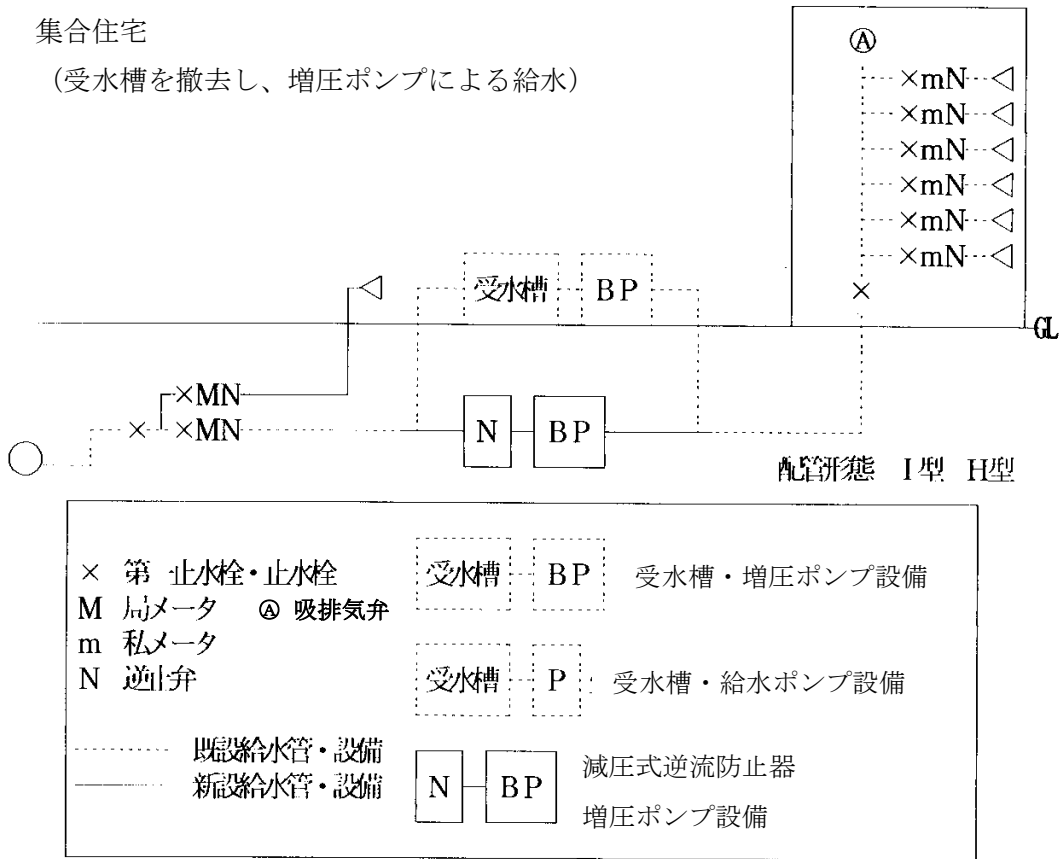 集合住宅
（受水槽を撤去し、増圧ポンプによる給水）
Ⓐ
×mN
×mN
×mN
×mN
×mN
×mN
×
受水槽 BP
GL
×MN
× ×MN
N BP
配管形態 I型 H型
× 第一止水栓・止水栓
M 局メータ Ⓐ 吸排気弁
m 私メータ
N 逆止弁
既設給水管・設備
新設給水管・設備
受水槽 BP 受水槽・増圧ポンプ設備
受水槽 P 受水槽・給水ポンプ設備
N BP 減圧式逆流防止器
増圧ポンプ設備